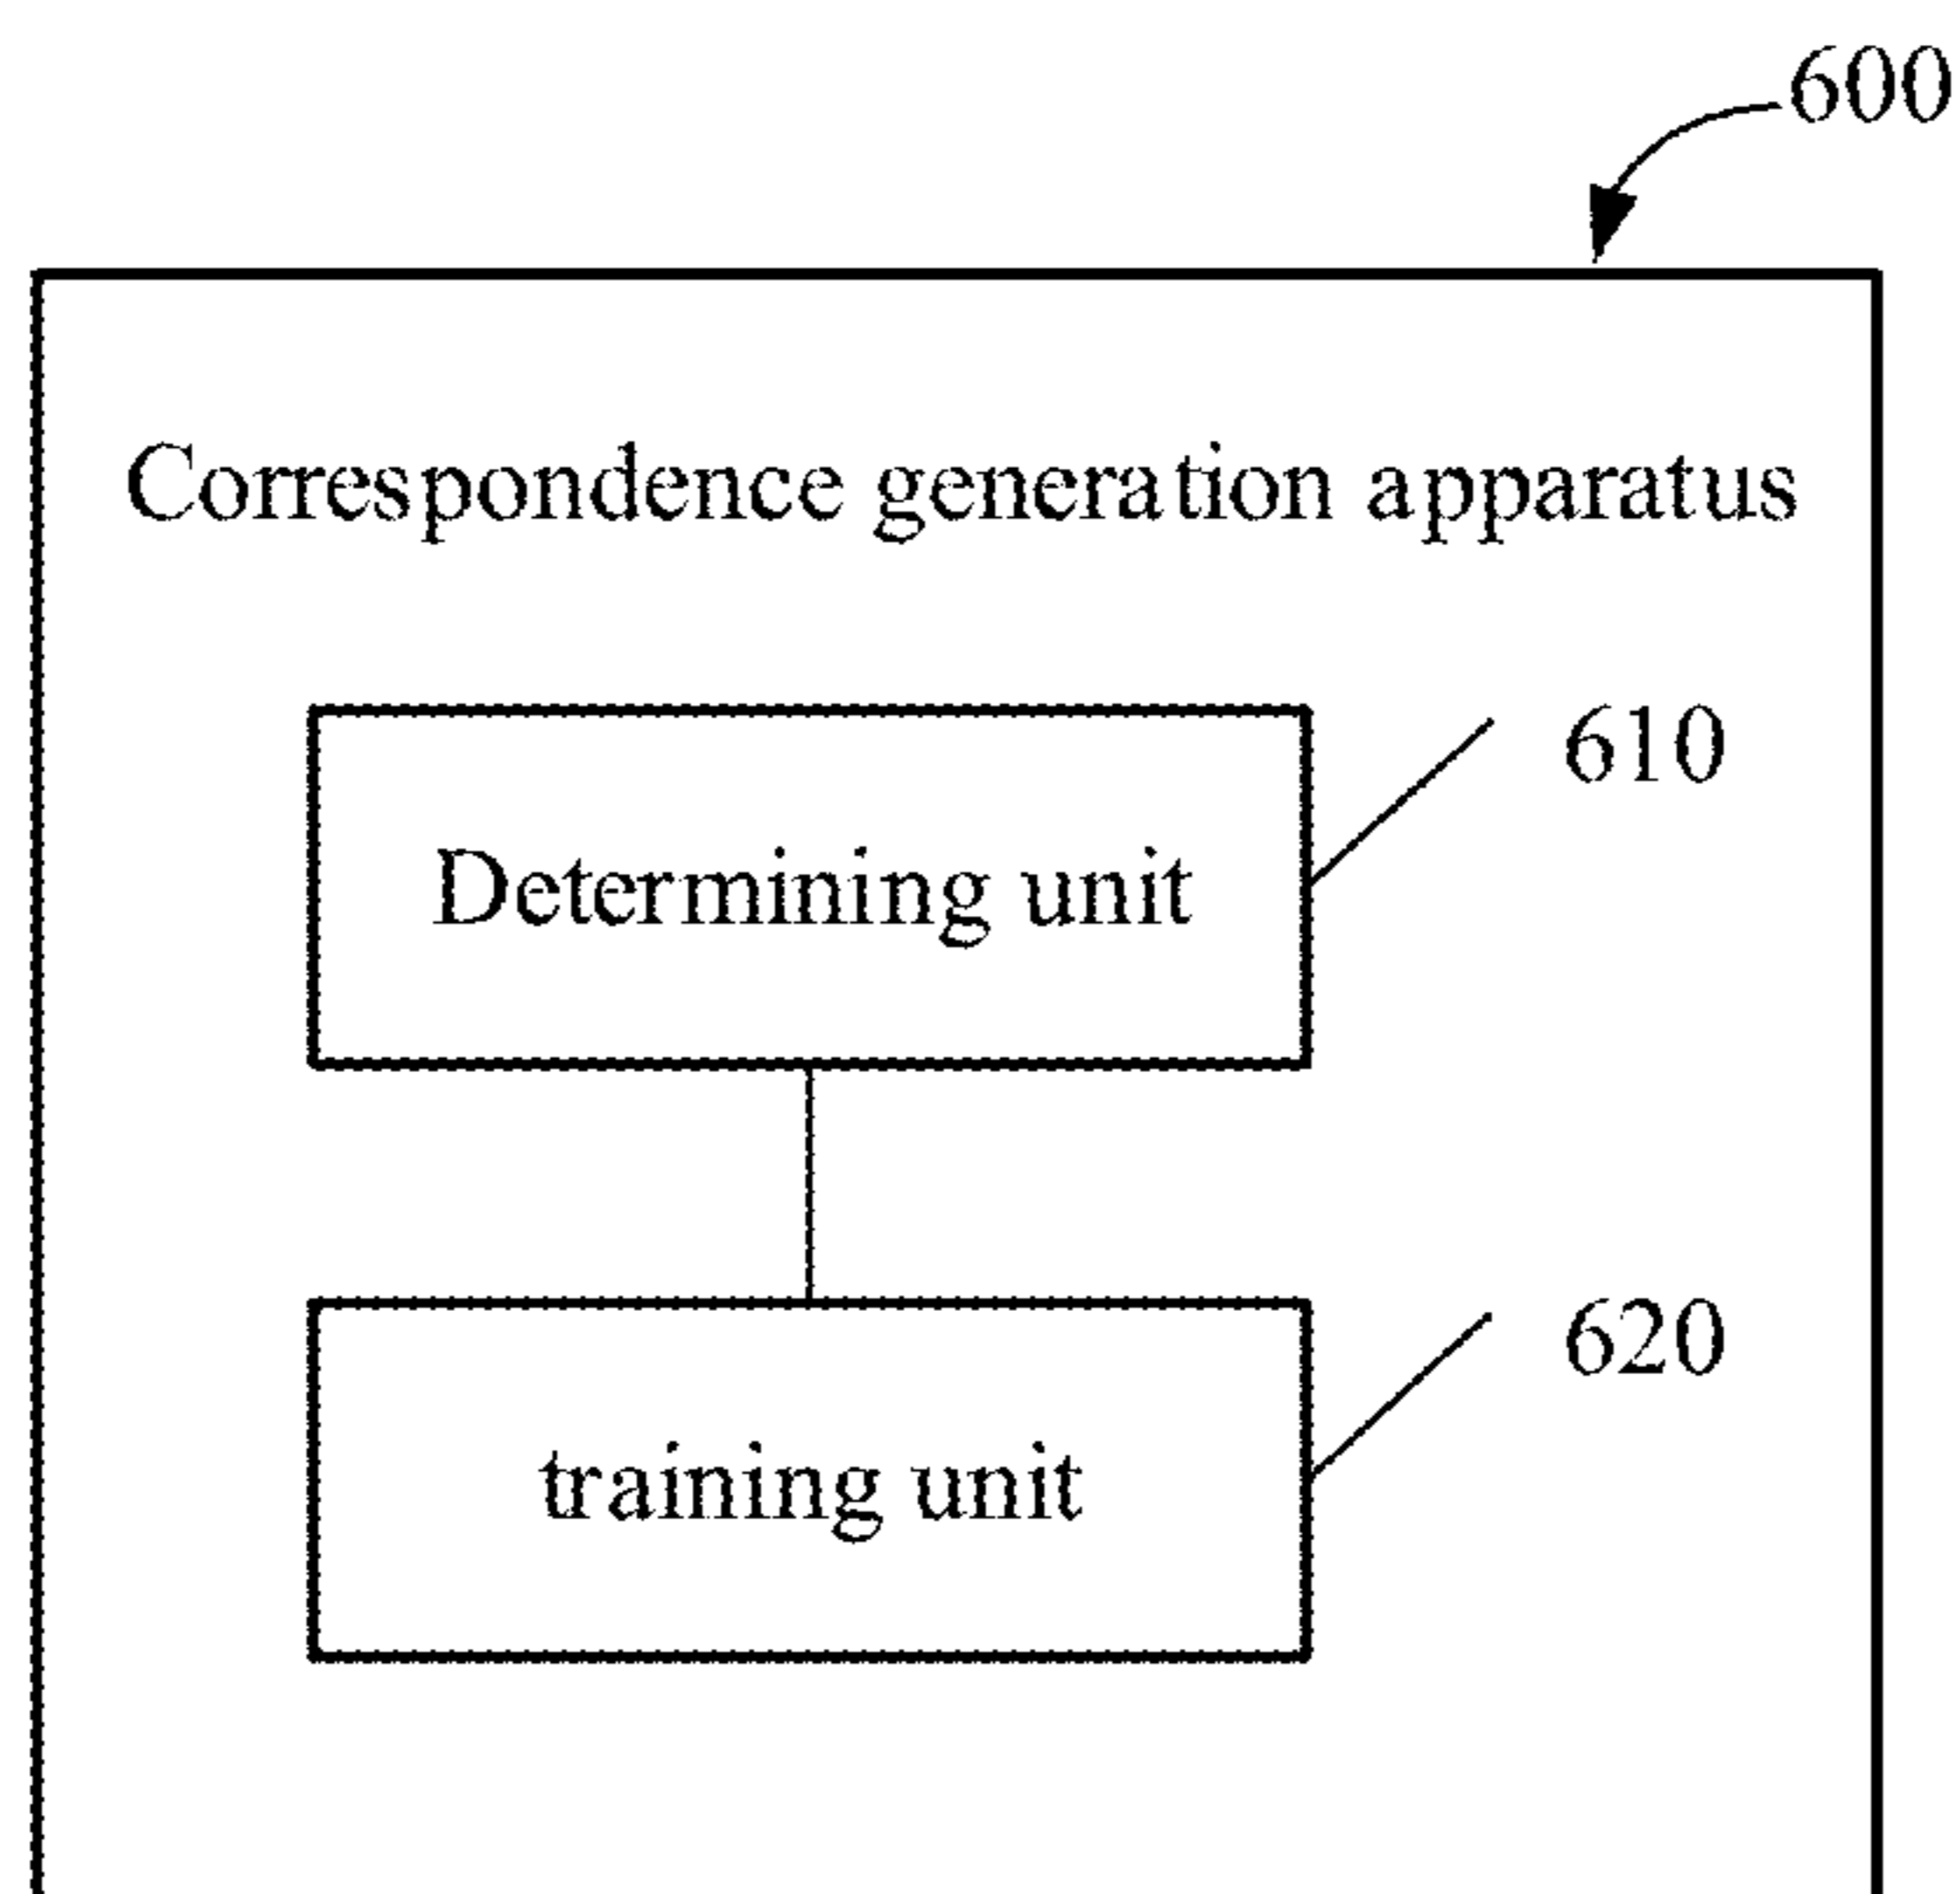 600
Correspondence generation apparatus
610
Determining unit
620
training unit